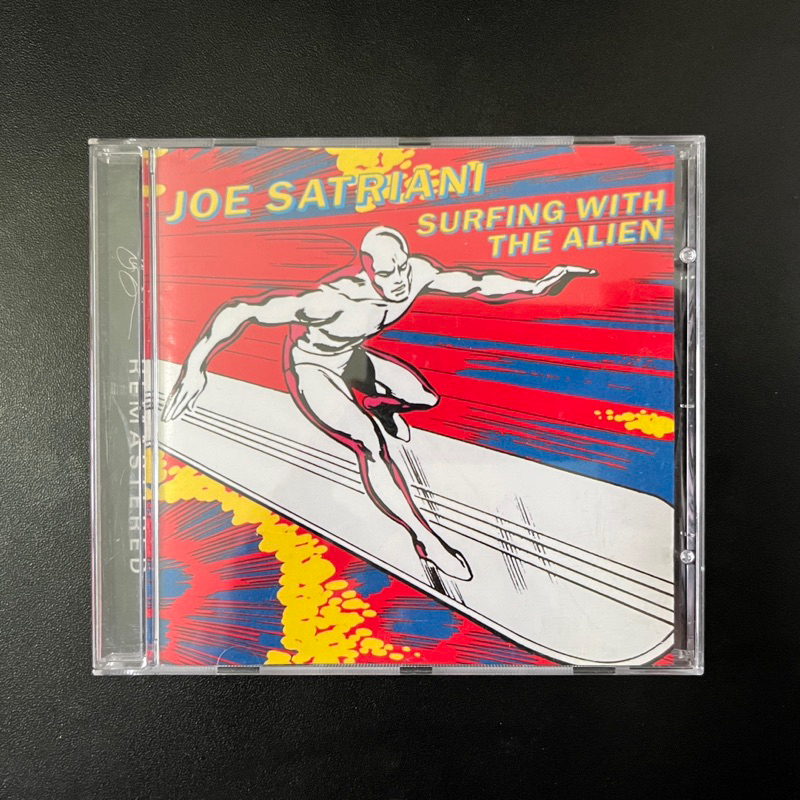 JOE SATRIANI
SURFING WITH
THE ALIEN
REMASTERED